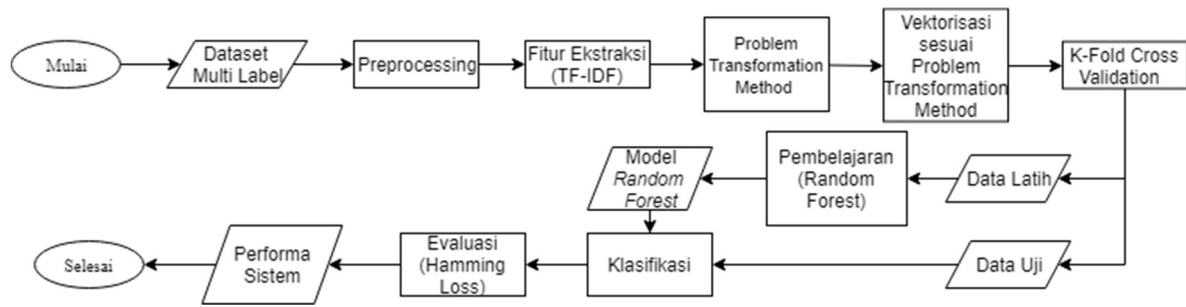 Mulai
Dataset
Multi Label
Preprocessing
Fitur Ekstraksi
(TF-IDF)
Problem
Transformation
Method
Vektorisasi
sesuai
Problem
Transformation
Method
K-Fold Cross
Validation
Data Latih
Pembelajaran
(Random
Forest)
Model
Random
Forest
Data Uji
Klasifikasi
Evaluasi
(Hamming
Loss)
Performa
Sistem
Selesai